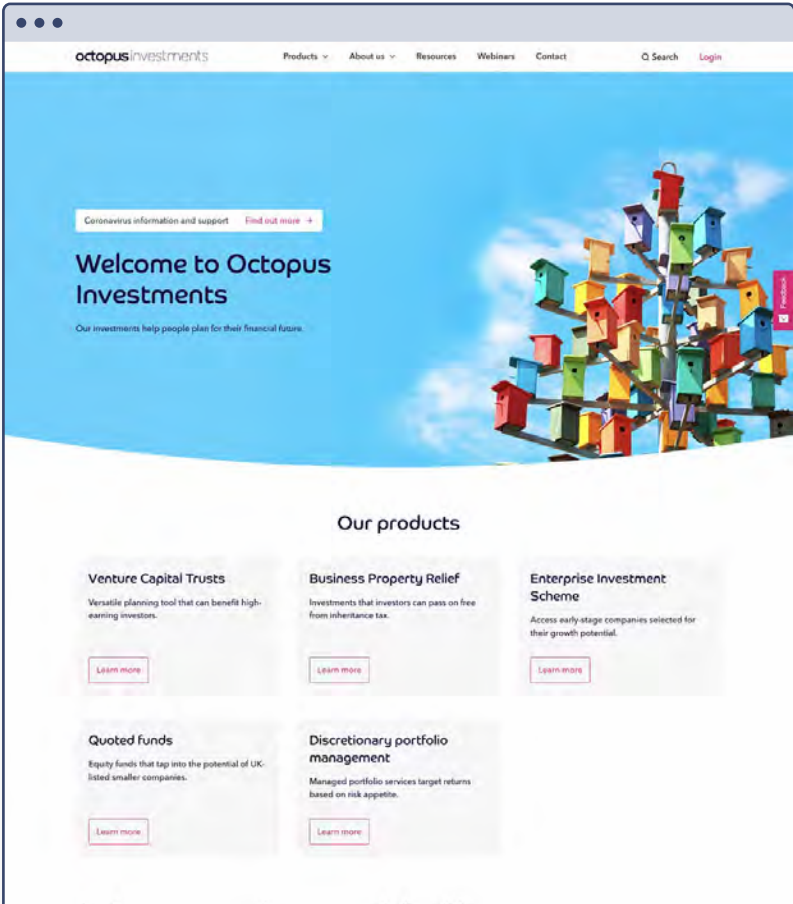 octopusinvestments
Products About us Resources Webinars Contact Search Login
Coronavirus information and support Find out more →
Welcome to Octopus
Investments
Our investments help people plan for their financial future.
Feedback
Our products
Venture Capital Trusts
Versatile planning tool that can benefit high-
earning investors.
Learn more
Business Property Relief
Investments that investors can pass on free
from inheritance tax.
Learn more
Enterprise Investment
Scheme
Access early-stage companies selected for
their growth potential.
Learn more
Quoted funds
Equity funds that tap into the potential of UK-
listed smaller companies.
Learn more
Discretionary portfolio
management
Managed portfolio services target returns
based on risk appetite.
Learn more